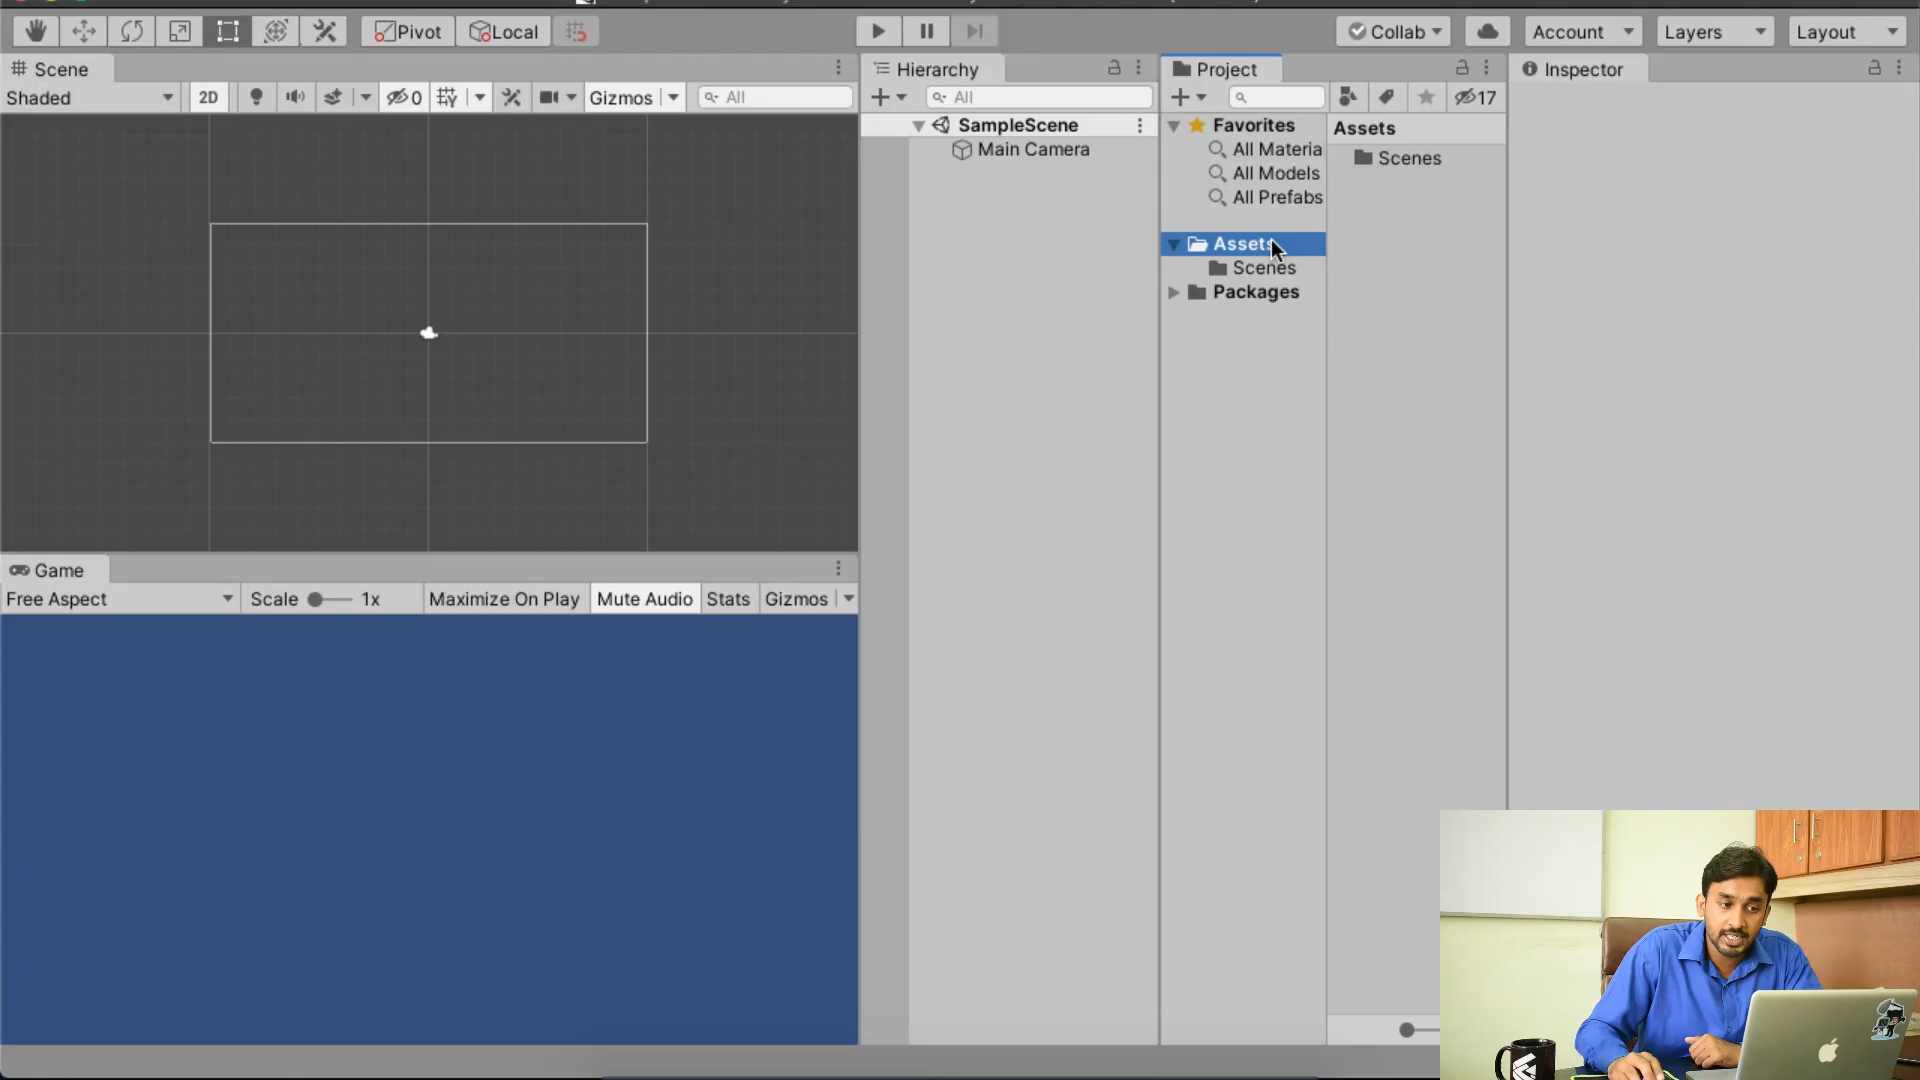 Pivot
Local
Collab
Account
Layers
Layout
Scene
Shaded
2D
0
Gizmos
All
Hierarchy
All
SampleScene
Main Camera
Project
17
Favorites
All Materia
All Models
All Prefabs
Assets
Scenes
Packages
Assets
Scenes
Inspector
Game
Free Aspect
Scale
1x
Maximize On Play
Mute Audio
Stats
Gizmos